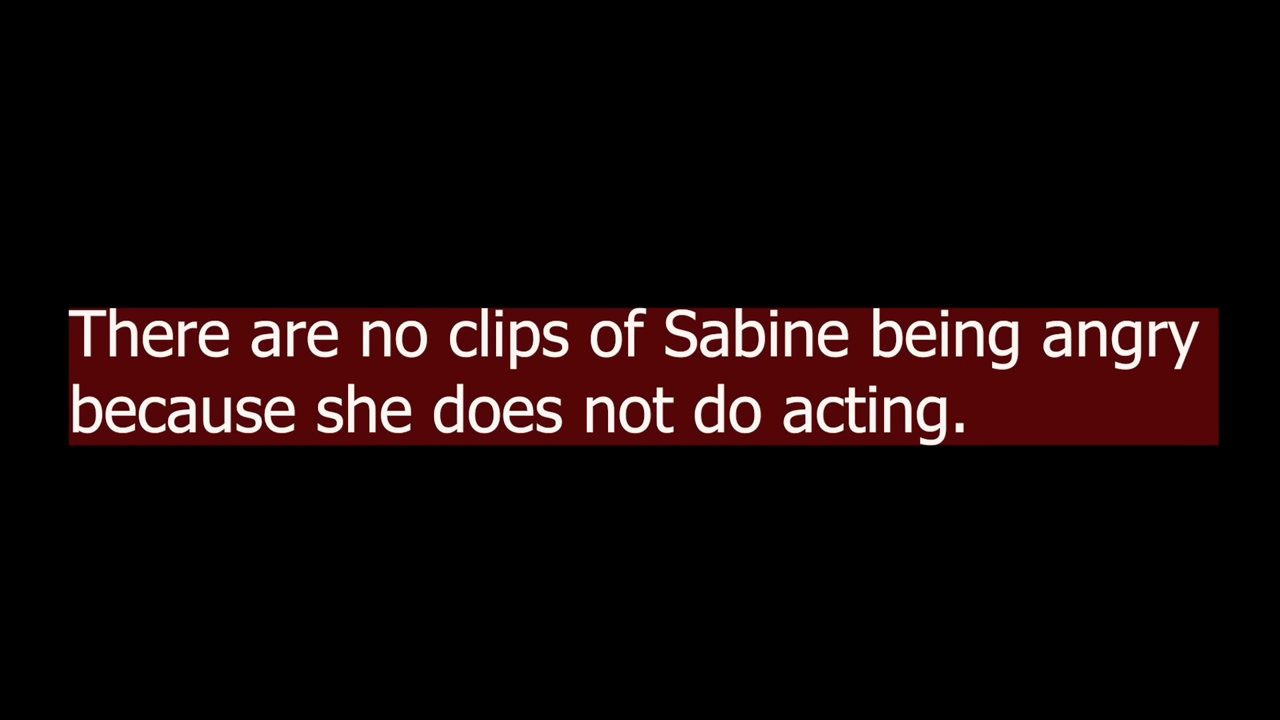 There are no clips of Sabine being angry
because she does not do acting.